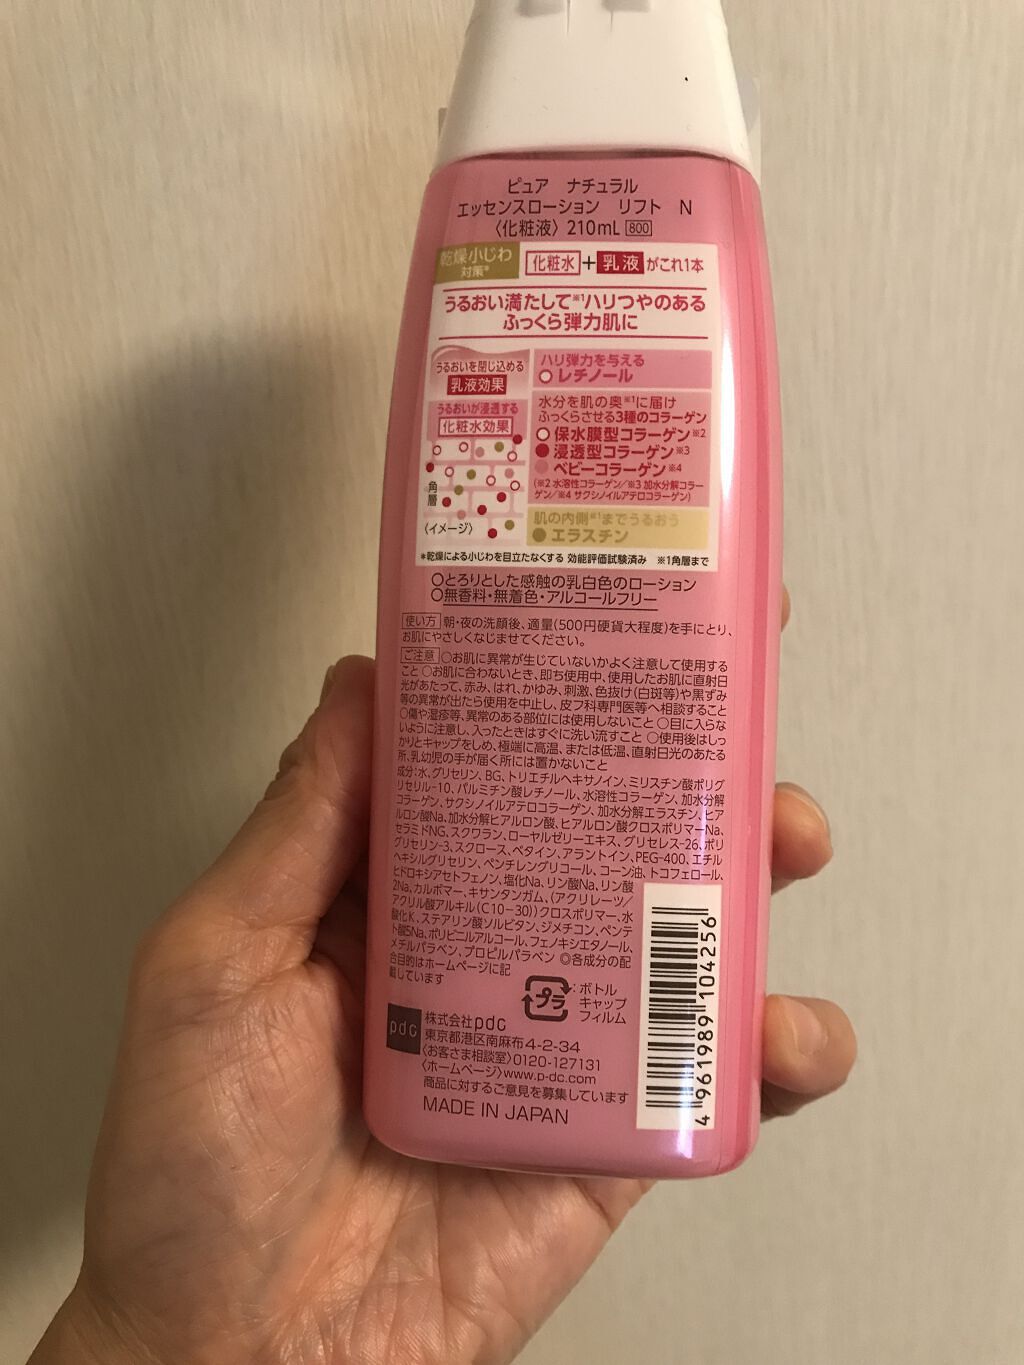 ピュア　ナチュラル
エッセンスローション　リフト　N
〈化粧液〉210mL 800
乾燥小じわ
対策*
化粧水+乳液がこれ1本
うるおい満たして※1ハリつやのある
ふっくら弾力肌に
うるおいを閉じ込める
乳液効果
うるおいが浸透する
化粧水効果
角層
〈イメージ〉
ハリ弾力を与える
レチノール
水分を肌の奥※1に届け
ふっくらさせる3種のコラーゲン
保水膜型コラーゲン※2
浸透型コラーゲン※3
ベビーコラーゲン※4
(※2 水溶性コラーゲン/※3 加水分解コラー
ゲン/※4 サクシノイルアテロコラーゲン)
肌の内側※1までうるおう
エラスチン
*乾燥による小じわを目立たなくする 効能評価試験済み　※1角層まで
○とろりとした感触の乳白色のローション
○無香料・無着色・アルコールフリー
使い方 朝・夜の洗顔後、適量(500円硬貨大程度)を手にとり、
お肌にやさしくなじませてください。
ご注意 ○お肌に異常が生じていないかよく注意して使用する
こと ○お肌に合わないとき、即ち使用中、使用したお肌に直射日
光があたって、赤み、はれ、かゆみ、刺激、色抜け(白斑等)や黒ずみ
等の異常が出たら使用を中止し、皮フ科専門医等へ相談すること
○傷や湿疹等、異常のある部位には使用しないこと ○目に入らな
いように注意し、入ったときはすぐに洗い流すこと ○使用後はしっ
かりとキャップをしめ、極端に高温、または低温、直射日光のあたる
所、乳幼児の手が届く所には置かないこと
成分:水、グリセリン、BG、トリエチルヘキサノイン、ミリスチン酸ポリグ
リセリル-10、パルミチン酸レチノール、水溶性コラーゲン、加水分解
コラーゲン、サクシノイルアテロコラーゲン、加水分解エラスチン、ヒア
ルロン酸Na、加水分解ヒアルロン酸、ヒアルロン酸クロスポリマーNa、
セラミドNG、スクワラン、ローヤルゼリーエキス、グリセレス-26、ポリ
グリセリン-3、スクロース、ベタイン、アラントイン、PEG-400、エチル
ヘキシルグリセリン、ペンチレングリコール、コーン油、トコフェロール、
ヒドロキシアセトフェノン、塩化Na、リン酸Na、リン酸
2Na、カルボマー、キサンタンガム、(アクリレーツ/
アクリル酸アルキル(C10-30))クロスポリマー、水
酸化K、ステアリン酸ソルビタン、ジメチコン、ペンテ
ト酸5Na、ポリビニルアルコール、フェノキシエタノール、
メチルパラベン、プロピルパラベン ◎各成分の配
合目的はホームページに記
載しています
プラ
:ボトル
キャップ
フィルム
pdc
株式会社pdc
東京都港区南麻布4-2-34
〈お客さま相談室〉0120-127131
〈ホームページ〉www.p-dc.com
商品に対するご意見を募集しています
MADE IN JAPAN
4 961989 104256